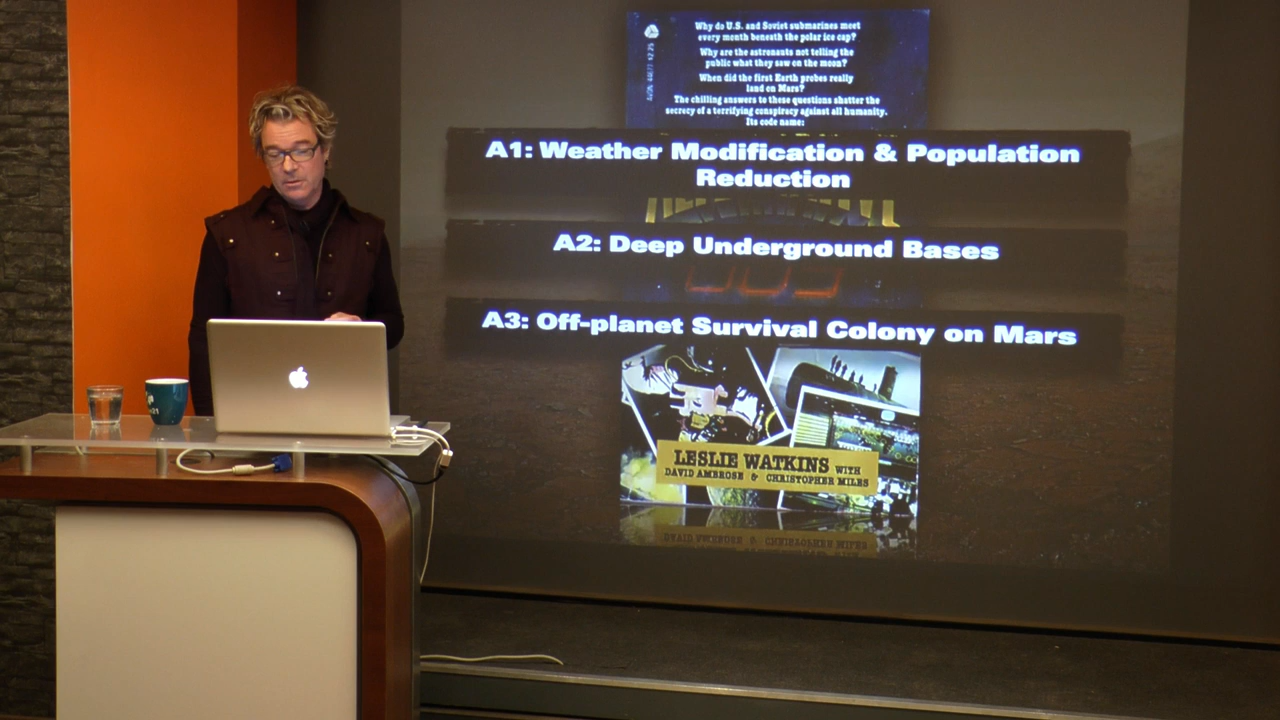 Why do U.S. and Soviet submarines meet
every month beneath the polar ice cap?
Why are the astronauts not telling the
public what they saw on the moon?
When did the first Earth probes really
land on Mars?
The chilling answers to these questions shatter the
secrecy of a terrifying conspiracy against all humanity.
Its code name:
A1: Weather Modification & Population
Reduction
A2: Deep Underground Bases
A3: Off-planet Survival Colony on Mars
LESLIE WATKINS WITH
DAVID AMBROSE & CHRISTOPHER MILES